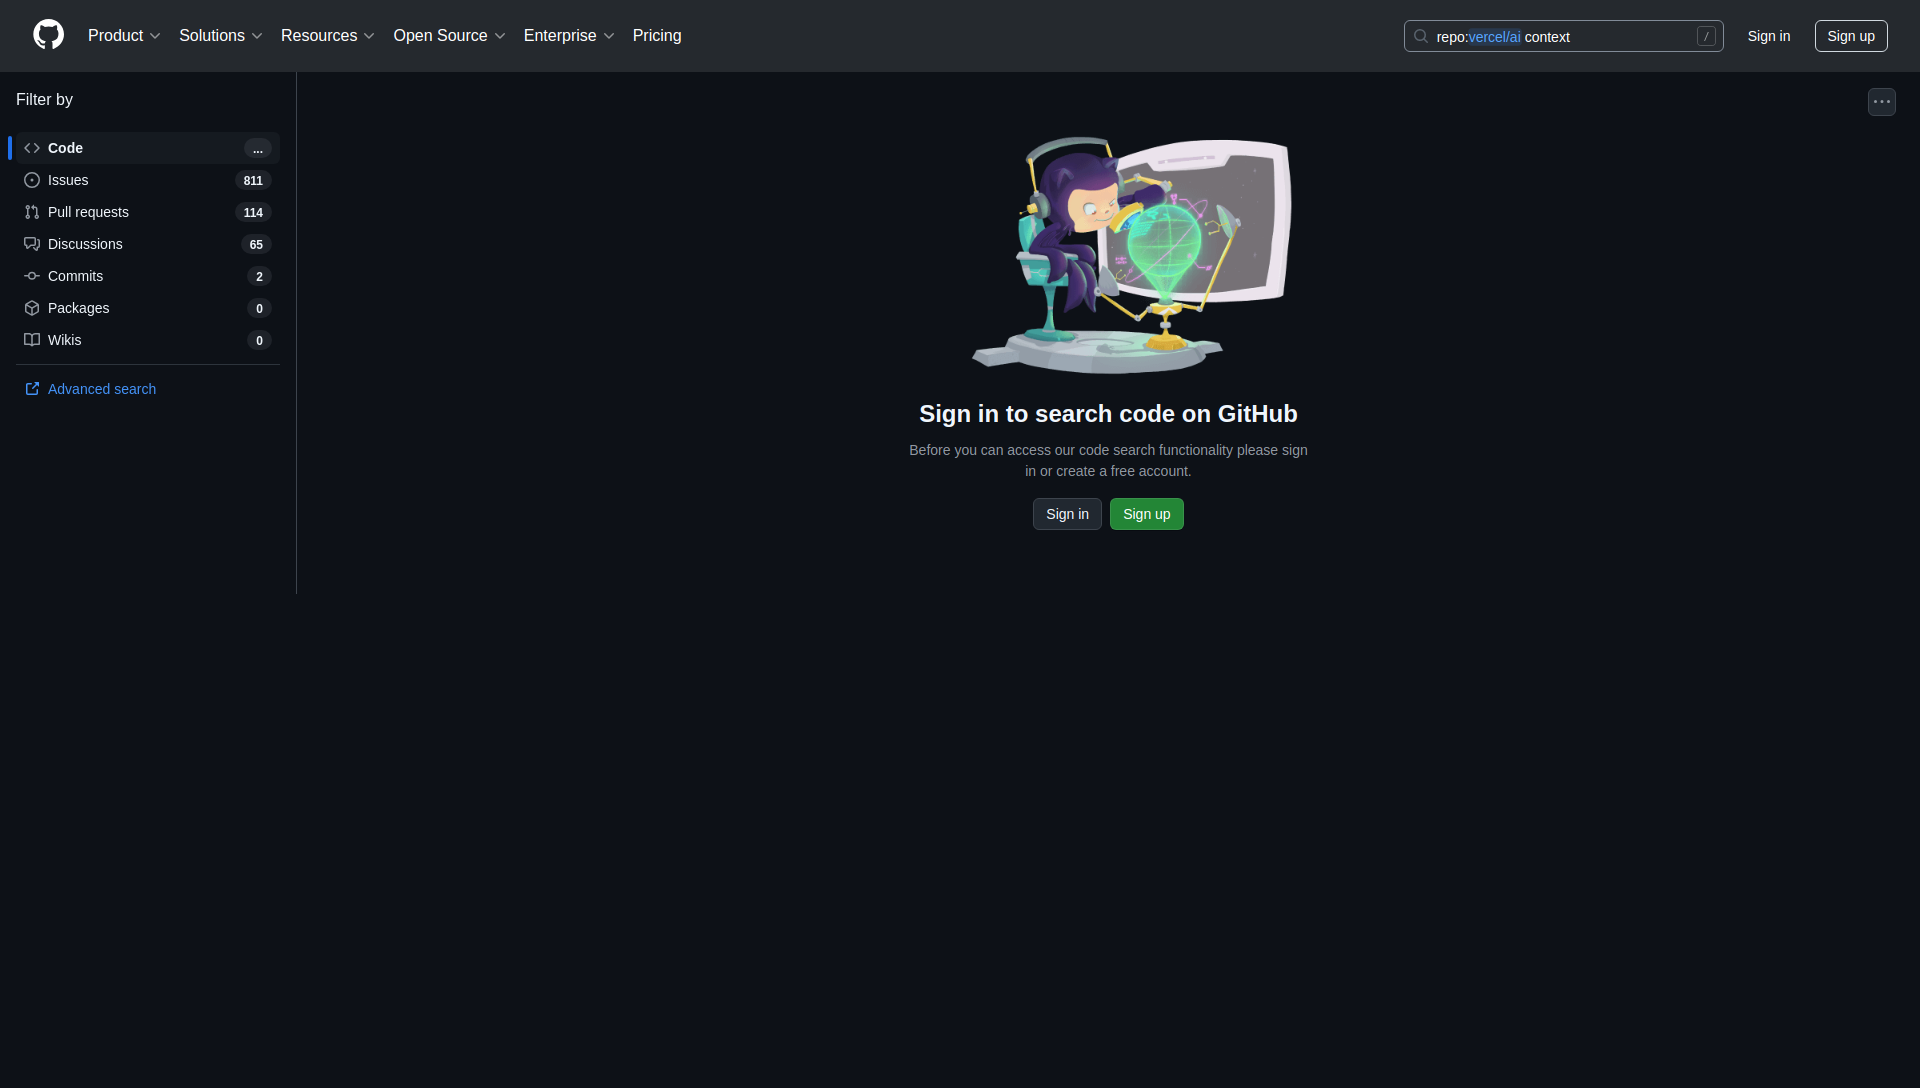 Product Solutions Resources Open Source Enterprise Pricing repo:vercel/ai context / Sign in Sign up
Filter by
Code ...
Issues 811
Pull requests 114
Discussions 65
Commits 2
Packages 0
Wikis 0
Advanced search
Sign in to search code on GitHub
Before you can access our code search functionality please sign
in or create a free account.
Sign in Sign up